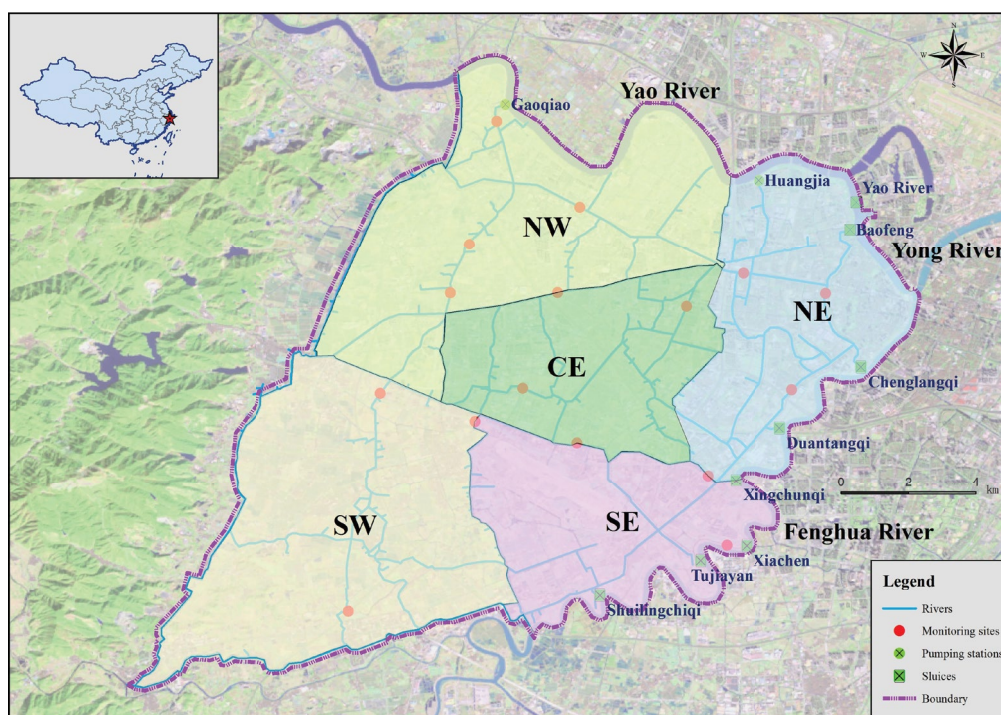 N
W
E
S
Yao River
Gaoqiao
Huangjia
Yao River
Baofeng
Yong River
NW
NE
CE
Chenglangqi
Duantangqi
Xingchunqi
0 2 4
km
SW
SE
Fenghua River
Xiachen
Tujiayan
Shuilingchiqi
Legend
Rivers
Monitoring sites
Pumping stations
Sluices
Boundary